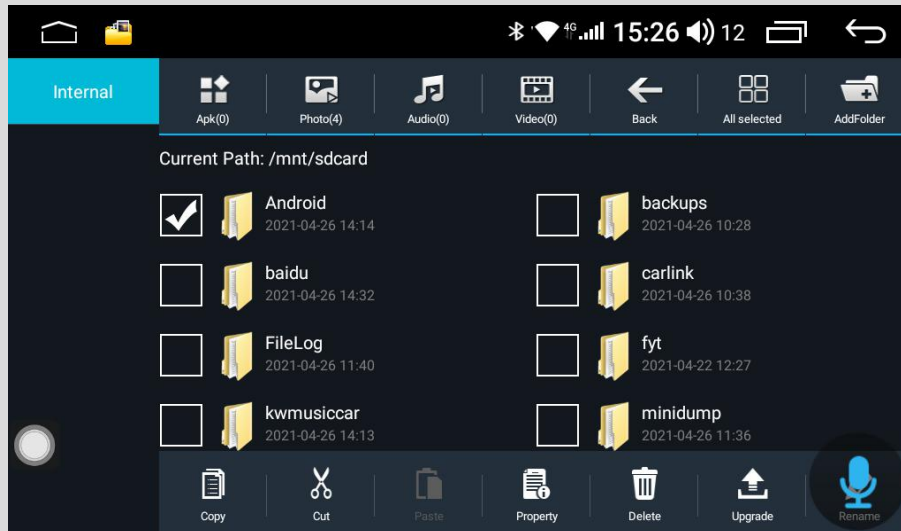 4G 15:26 12
Internal
Apk(0) Photo(4) Audio(0) Video(0) Back All selected AddFolder
Current Path: /mnt/sdcard
Android backups
2021-04-26 14:14 2021-04-26 10:28
baidu carlink
2021-04-26 14:32 2021-04-26 10:38
FileLog fyt
2021-04-26 11:40 2021-04-22 12:27
kwmusiccar minidump
2021-04-26 14:13 2021-04-26 11:36
Copy Cut Paste Property Delete Upgrade Rename